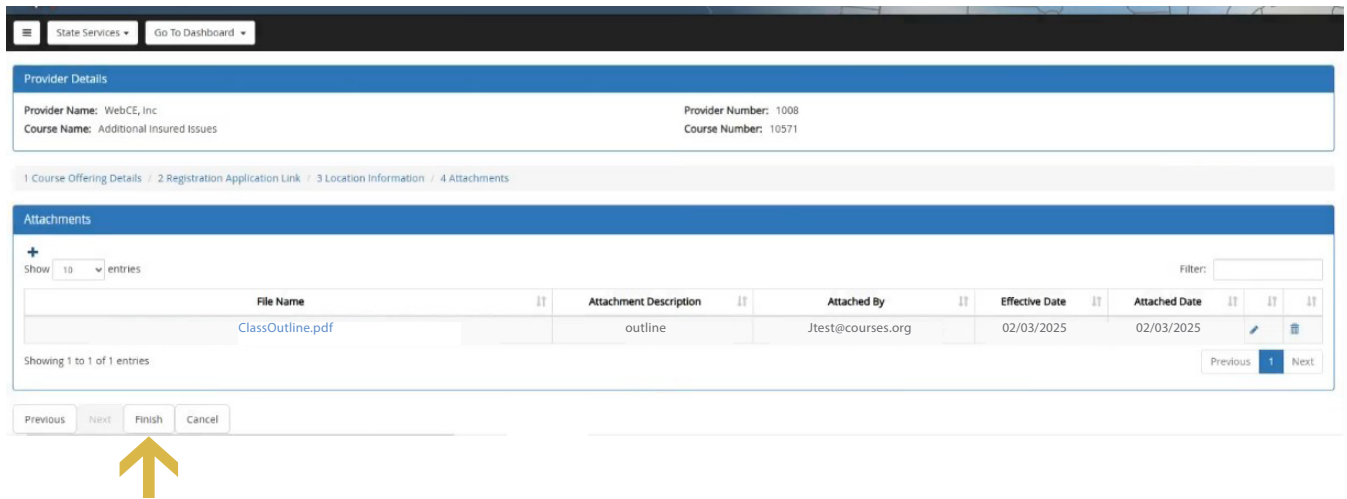 State Services Go To Dashboard
Provider Details
Provider Name: WebCE, Inc Provider Number: 1008
Course Name: Additional Insured Issues Course Number: 10571
1 Course Offering Details / 2 Registration Application Link / 3 Location Information / 4 Attachments
Attachments
+
Show 10 entries Filter:
File Name Attachment Description Attached By Effective Date Attached Date
ClassOutline.pdf outline Jtest@courses.org 02/03/2025 02/03/2025
Showing 1 to 1 of 1 entries Previous 1 Next
Previous Next Finish Cancel